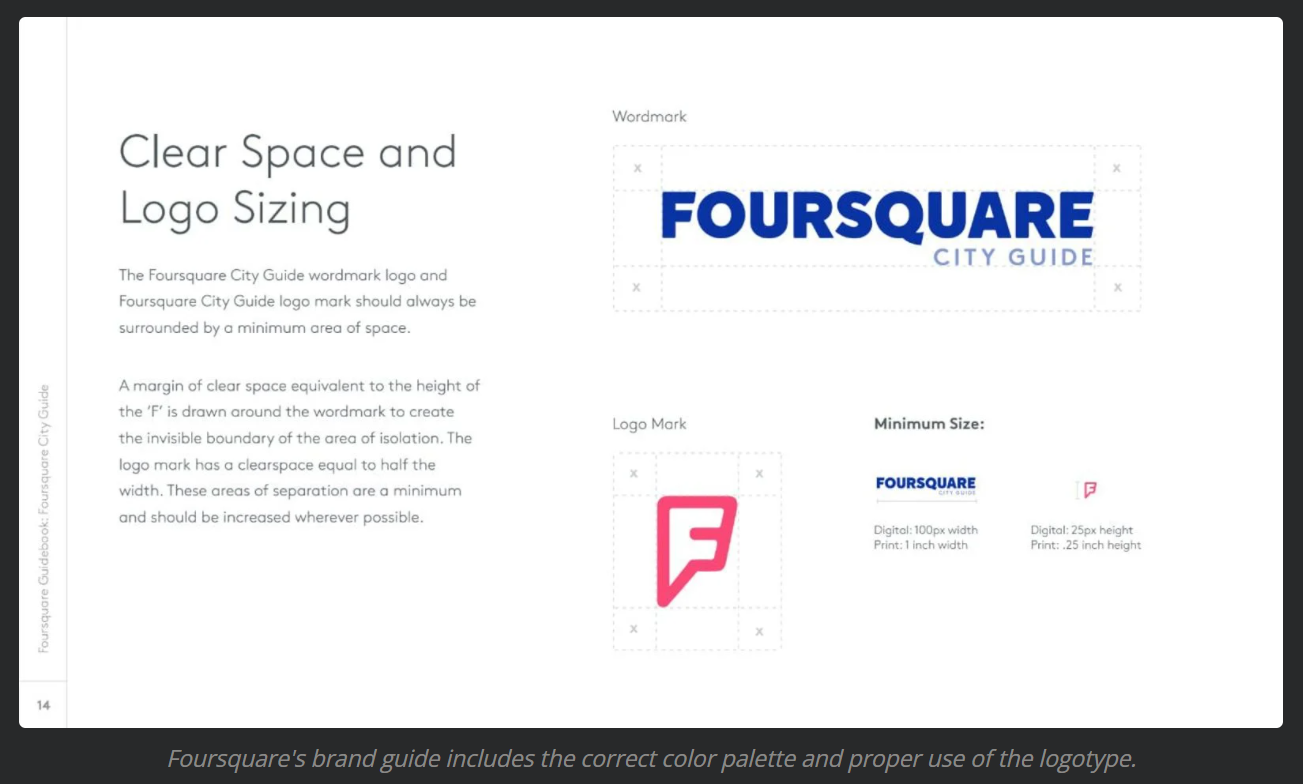 Clear Space and
Logo Sizing
The Foursquare City Guide wordmark logo and
Foursquare City Guide logo mark should always be
surrounded by a minimum area of space.
A margin of clear space equivalent to the height of
the ‘F’ is drawn around the wordmark to create
the invisible boundary of the area of isolation. The
logo mark has a clearspace equal to half the
width. These areas of separation are a minimum
and should be increased wherever possible.
Foursquare Guidebook: Foursquare City Guide
14
Wordmark
x x
FOURSQUARE
CITY GUIDE
x x
Logo Mark
x x
F
x x
Minimum Size:
FOURSQUARE
CITY GUIDE
Digital: 100px width
Print: 1 inch width
F
Digital: 25px height
Print: .25 inch height
Foursquare's brand guide includes the correct color palette and proper use of the logotype.